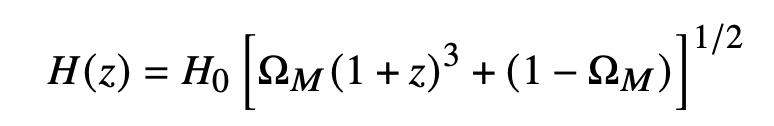 H(z) = H₀ [Ω_M(1 + z)³ + (1 − Ω_M)]^{1/2}